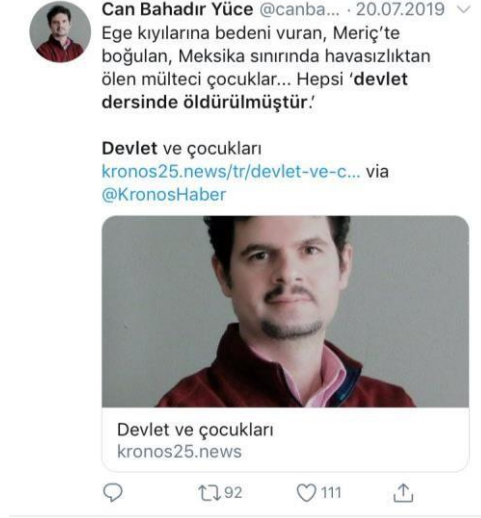 Can Bahadır Yüce @canba... · 20.07.2019
Ege kıyılarına bedeni vuran, Meriç’te
boğulan, Meksika sınırında havasızlıktan
ölen mülteci çocuklar... Hepsi ‘devlet
dersinde öldürülmüştür.’
Devlet ve çocukları
kronos25.news/tr/devlet-ve-c... via
@KronosHaber
Devlet ve çocukları
kronos25.news
92 111